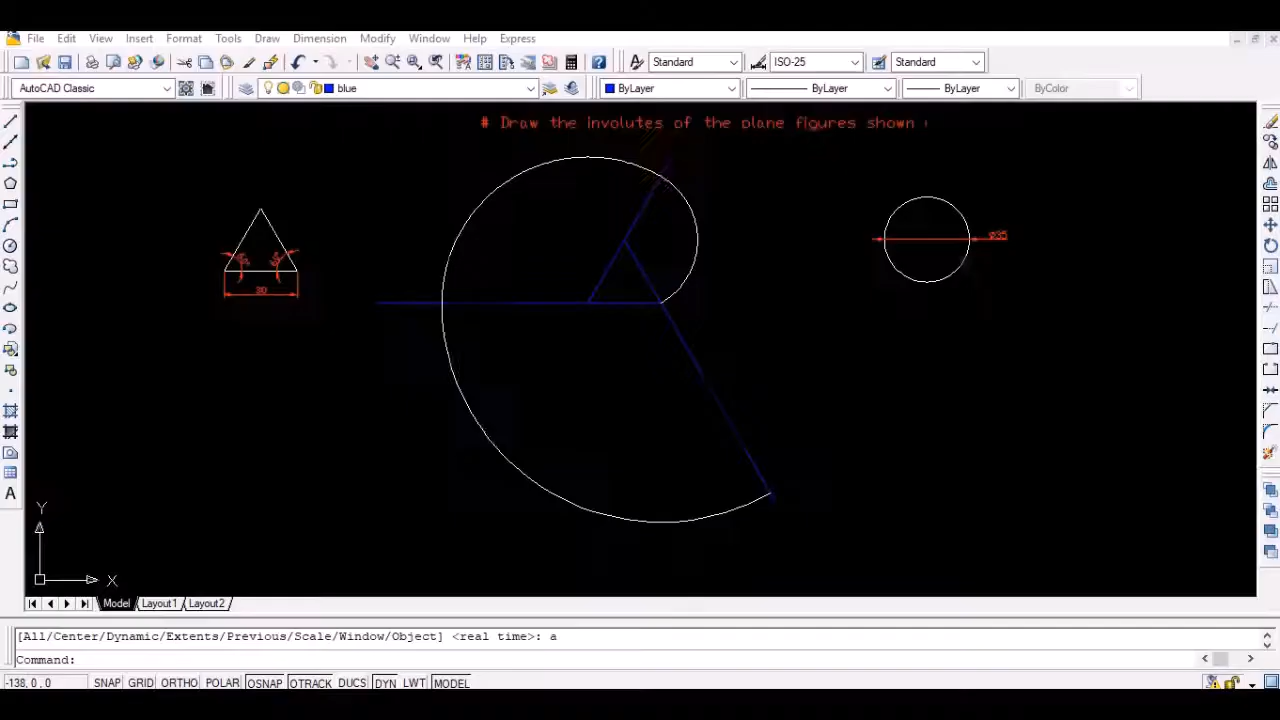 File Edit View Insert Format Tools Draw Dimension Modify Window Help Express
Standard ISO-25 Standard
AutoCAD Classic blue ByLayer ByLayer ByLayer ByColor
# Draw the involutes of the plane figures shown
60° 60°
30
ø35
Y
X
Model Layout1 Layout2
[All/Center/Dynamic/Extents/Previous/Scale/Window/Object] <real time>: a
Command:
-138, 0 , 0 SNAP GRID ORTHO POLAR OSNAP OTRACK DUCS DYN LWT MODEL